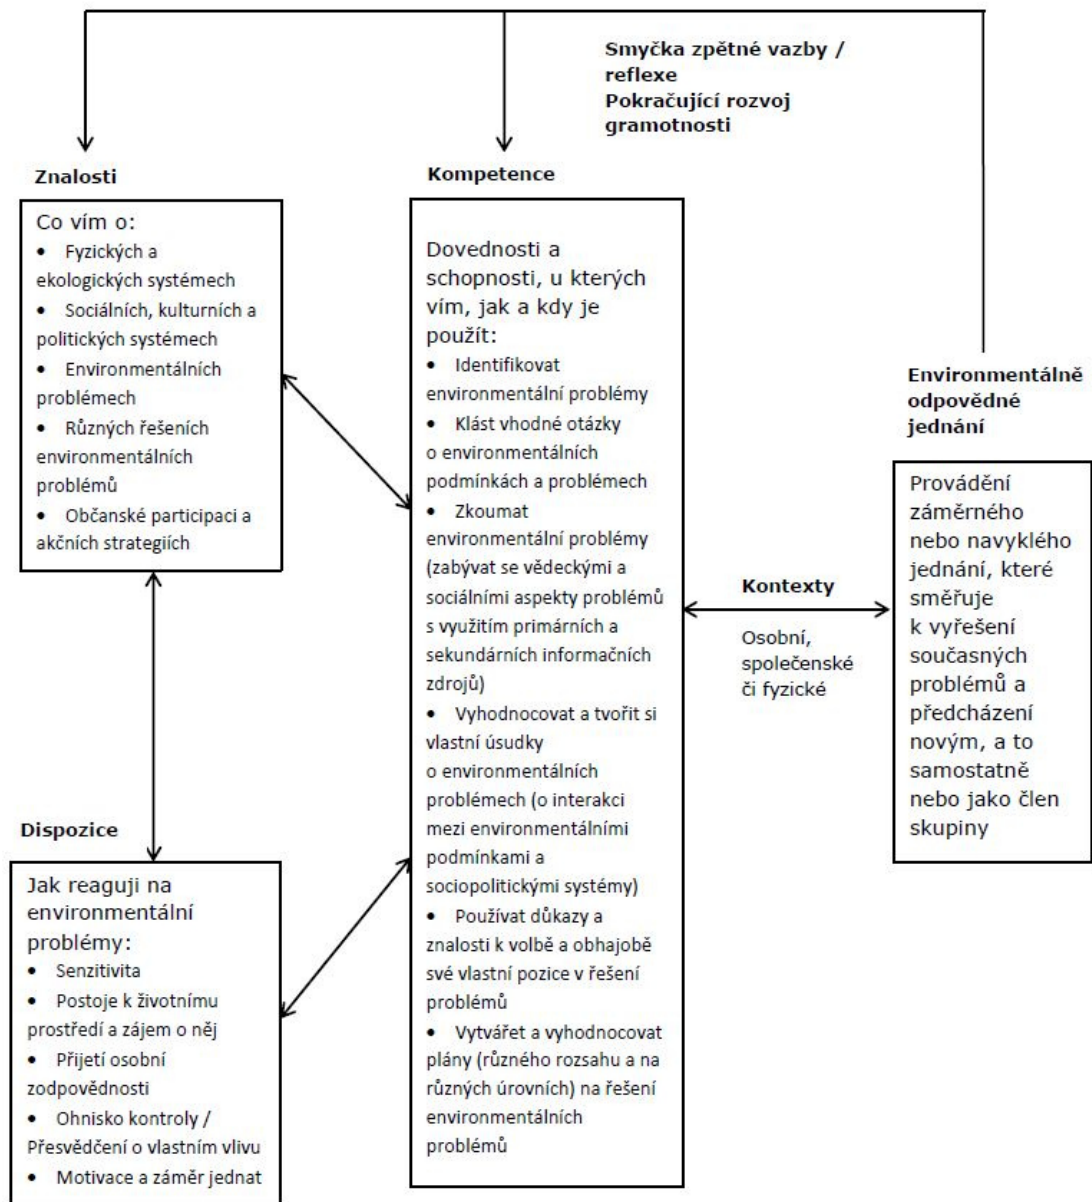 Smyčka zpětné vazby /
reflexe
Pokračující rozvoj
gramotnosti
Znalosti
Co vím o:
• Fyzických a
ekologických systémech
• Sociálních, kulturních a
politických systémech
• Environmentálních
problémech
• Různých řešeních
environmentálních
problémů
• Občanské participaci a
akčních strategiích
Dispozice
Jak reaguji na
environmentální
problémy:
• Senzitivita
• Postoje k životnímu
prostředí a zájem o něj
• Přijetí osobní
zodpovědnosti
• Ohnisko kontroly /
Přesvědčení o vlastním vlivu
• Motivace a záměr jednat
Kompetence
Dovednosti a
schopnosti, u kterých
vím, jak a kdy je
použít:
• Identifikovat
environmentální problémy
• Klást vhodné otázky
o environmentálních
podmínkách a problémech
• Zkoumat
environmentální problémy
(zabývat se vědeckými a
sociálními aspekty problémů
s využitím primárních a
sekundárních informačních
zdrojů)
• Vyhodnocovat a tvořit si
vlastní úsudky
o environmentálních
problémech (o interakci
mezi environmentálními
podmínkami a
sociopolitickými systémy)
• Používat důkazy a
znalosti k volbě a obhajobě
své vlastní pozice v řešení
problémů
• Vytvářet a vyhodnocovat
plány (různého rozsahu a na
různých úrovních) na řešení
environmentálních
problémů
Kontexty
Osobní,
společenské
či fyzické
Environmentálně
odpovědné
jednání
Provádění
záměrného
nebo navyklého
jednání, které
směřuje
k vyřešení
současných
problémů a
předcházení
novým, a to
samostatně
nebo jako člen
skupiny